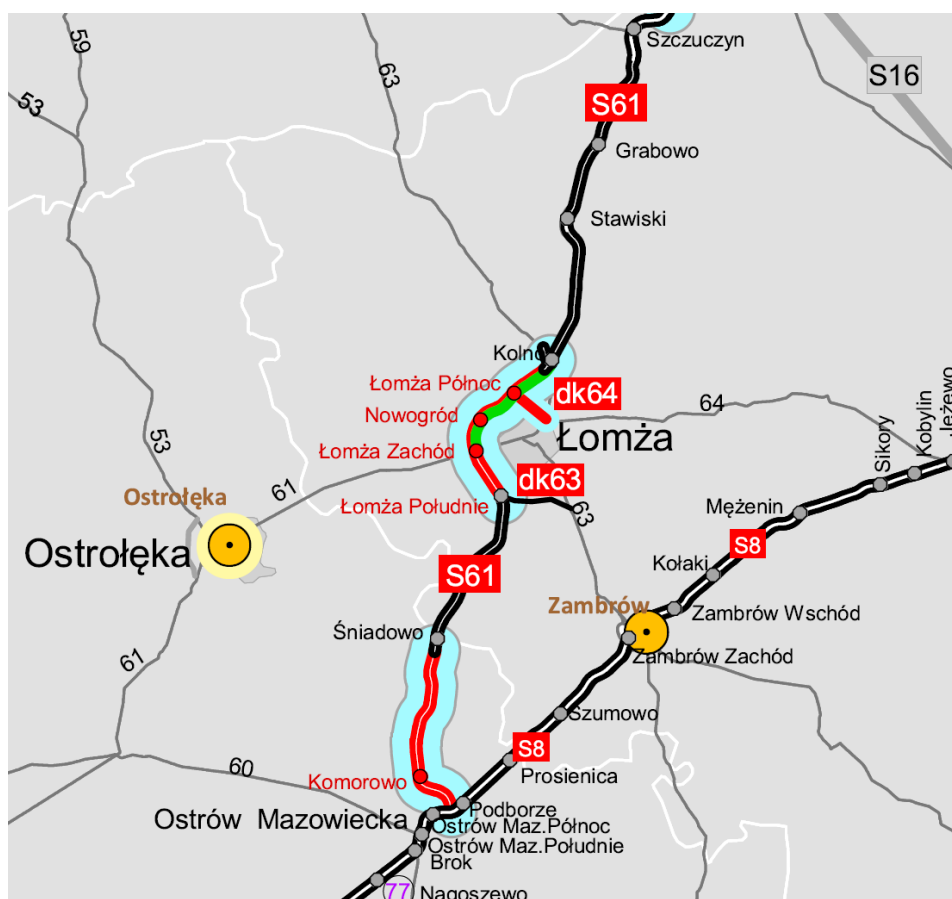 59
63
Szczuczyn
S16
S61
53
Grabowo
Stawiski
Kolno
Łomża Północ
dk64
64
Nowogród
Łomża
53
Łomża Zachód
dk63
61
Ostrołęka
Łomża Południe
63
Sikory
Kobylin
Jeżewo
Mężenin
S8
Ostrołęka
S61
Kołaki
Zambrów
Zambrów Wschód
Śniadowo
Zambrów Zachód
61
Szumowo
S8
60
Komorowo
Prosienica
Podborze
Ostrów Mazowiecka
Ostrów Maz.Północ
Ostrów Maz.Południe
Brok
77
Nagoszewo